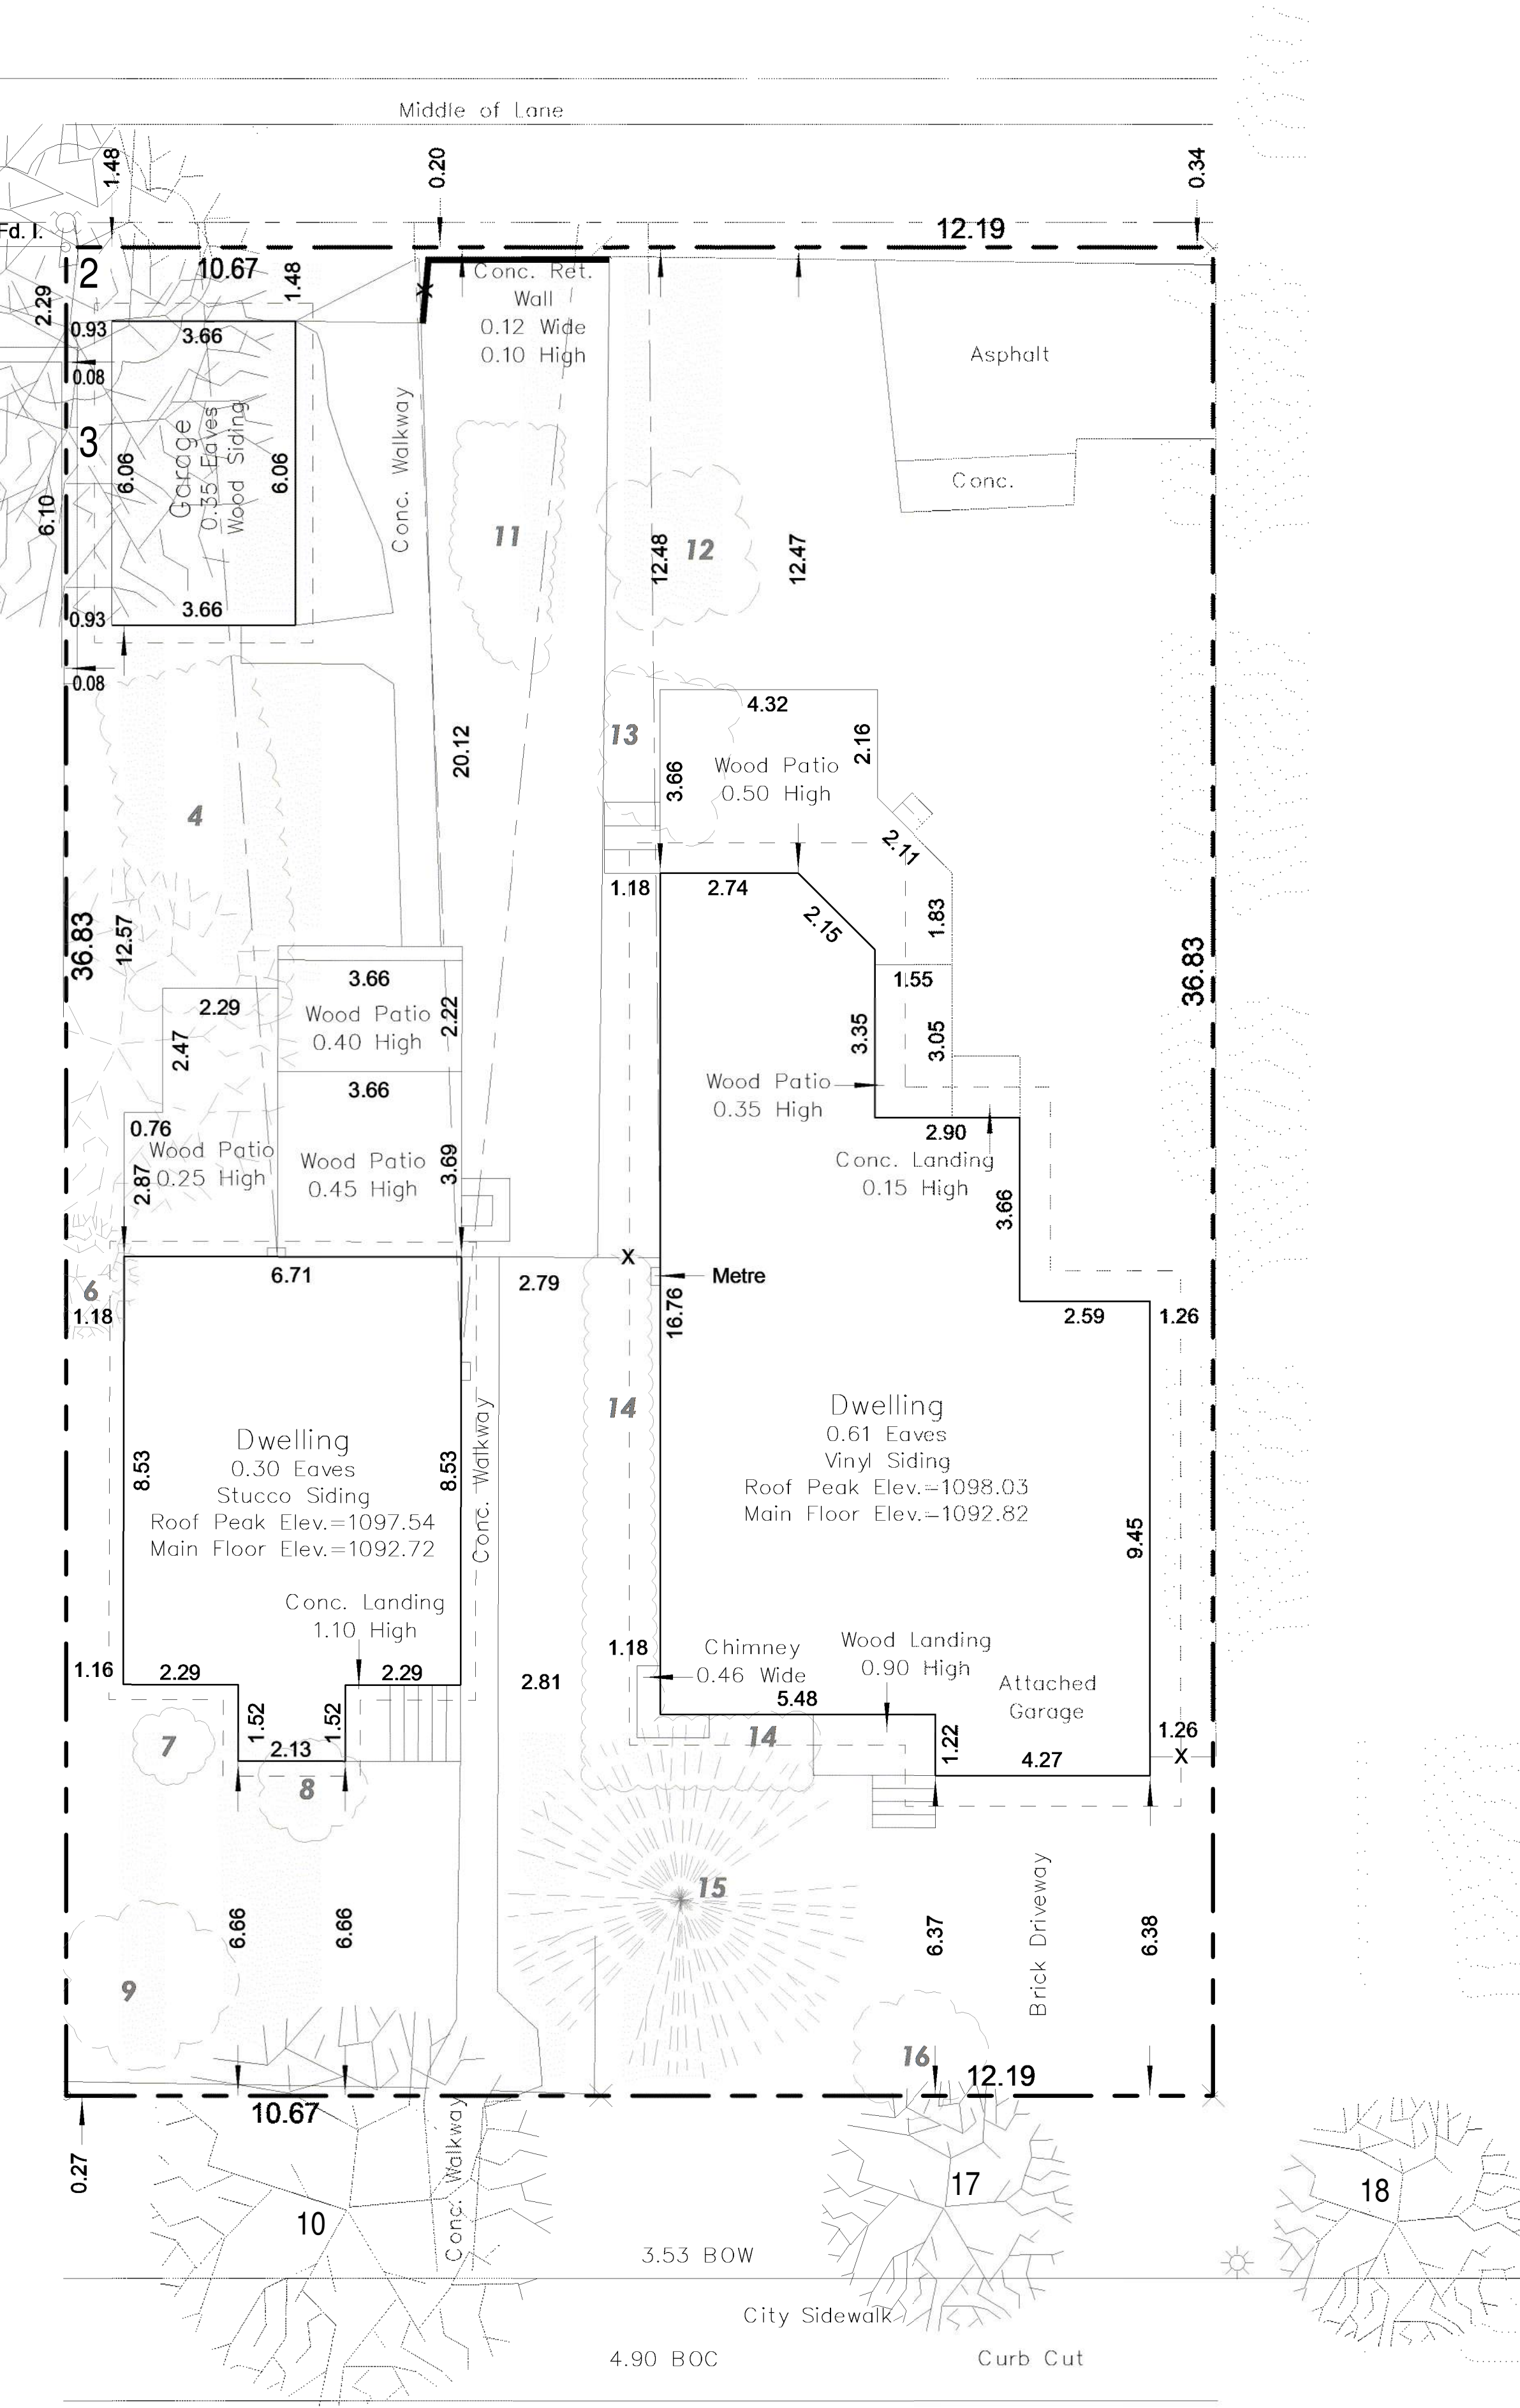 Middle of Lane
1.48
0.20
0.34
Fd. I.
12.19
2
10.67
1.48
2.29
0.93
3.66
0.08
Conc. Ret.
Wall
0.12 Wide
0.10 High
Asphalt
Conc.
3
6.10
6.06
Garage
0.35 Eaves
Wood Siding
6.06
Conc. Walkway
11
12.48
12
12.47
0.93
3.66
0.08
4.32
2.16
13
20.12
3.66
Wood Patio
0.50 High
4
2.11
1.18
2.74
2.15
1.83
36.83
12.57
36.83
3.66
1.55
2.29
Wood Patio
0.40 High
2.22
2.47
3.35
3.05
3.66
Wood Patio
0.35 High
0.76
2.90
Wood Patio
0.25 High
2.87
Wood Patio
0.45 High
3.69
Conc. Landing
0.15 High
3.66
6
6.71
2.79
Metre
1.18
16.76
2.59
1.26
14
Dwelling
0.30 Eaves
Stucco Siding
Roof Peak Elev.=1097.54
Main Floor Elev.=1092.72
8.53
8.53
Conc. Walkway
Dwelling
0.61 Eaves
Vinyl Siding
Roof Peak Elev.=1098.03
Main Floor Elev.=1092.82
9.45
Conc. Landing
1.10 High
1.18
Chimney
0.46 Wide
Wood Landing
0.90 High
Attached
Garage
1.16
2.29
2.29
2.81
5.48
1.52
1.52
7
2.13
14
1.22
4.27
1.26
8
15
Brick Driveway
6.66
6.66
6.37
6.38
9
16
12.19
10.67
0.27
Conc. Walkway
10
17
18
3.53 BOW
City Sidewalk
4.90 BOC
Curb Cut